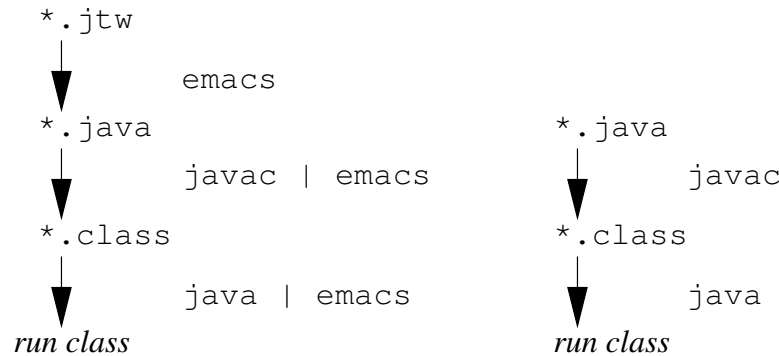 *.jtw
emacs
*.java
javac | emacs
*.class
java | emacs
run class
*.java
javac
*.class
java
run class